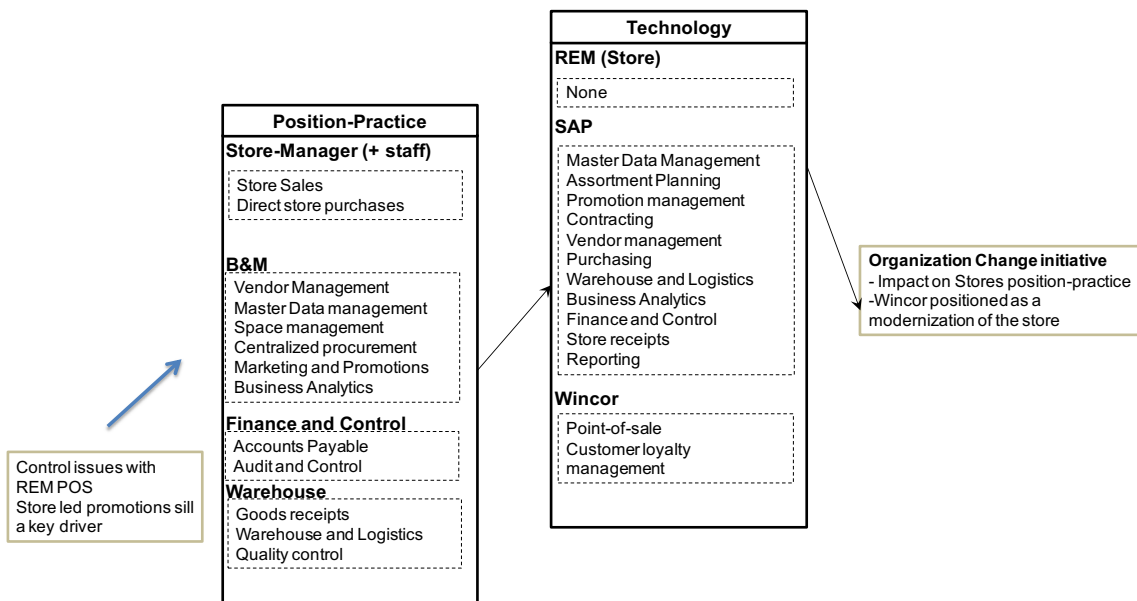 Technology
REM (Store)
None
SAP
Master Data Management
Assortment Planning
Promotion management
Contracting
Vendor management
Purchasing
Warehouse and Logistics
Business Analytics
Finance and Control
Store receipts
Reporting
Wincor
Point-of-sale
Customer loyalty
management
Position-Practice
Store-Manager (+ staff)
Store Sales
Direct store purchases
B&M
Vendor Management
Master Data management
Space management
Centralized procurement
Marketing and Promotions
Business Analytics
Finance and Control
Accounts Payable
Audit and Control
Warehouse
Goods receipts
Warehouse and Logistics
Quality control
Organization Change initiative
- Impact on Stores position-practice
-Wincor positioned as a
modernization of the store
Control issues with
REM POS
Store led promotions sill
a key driver